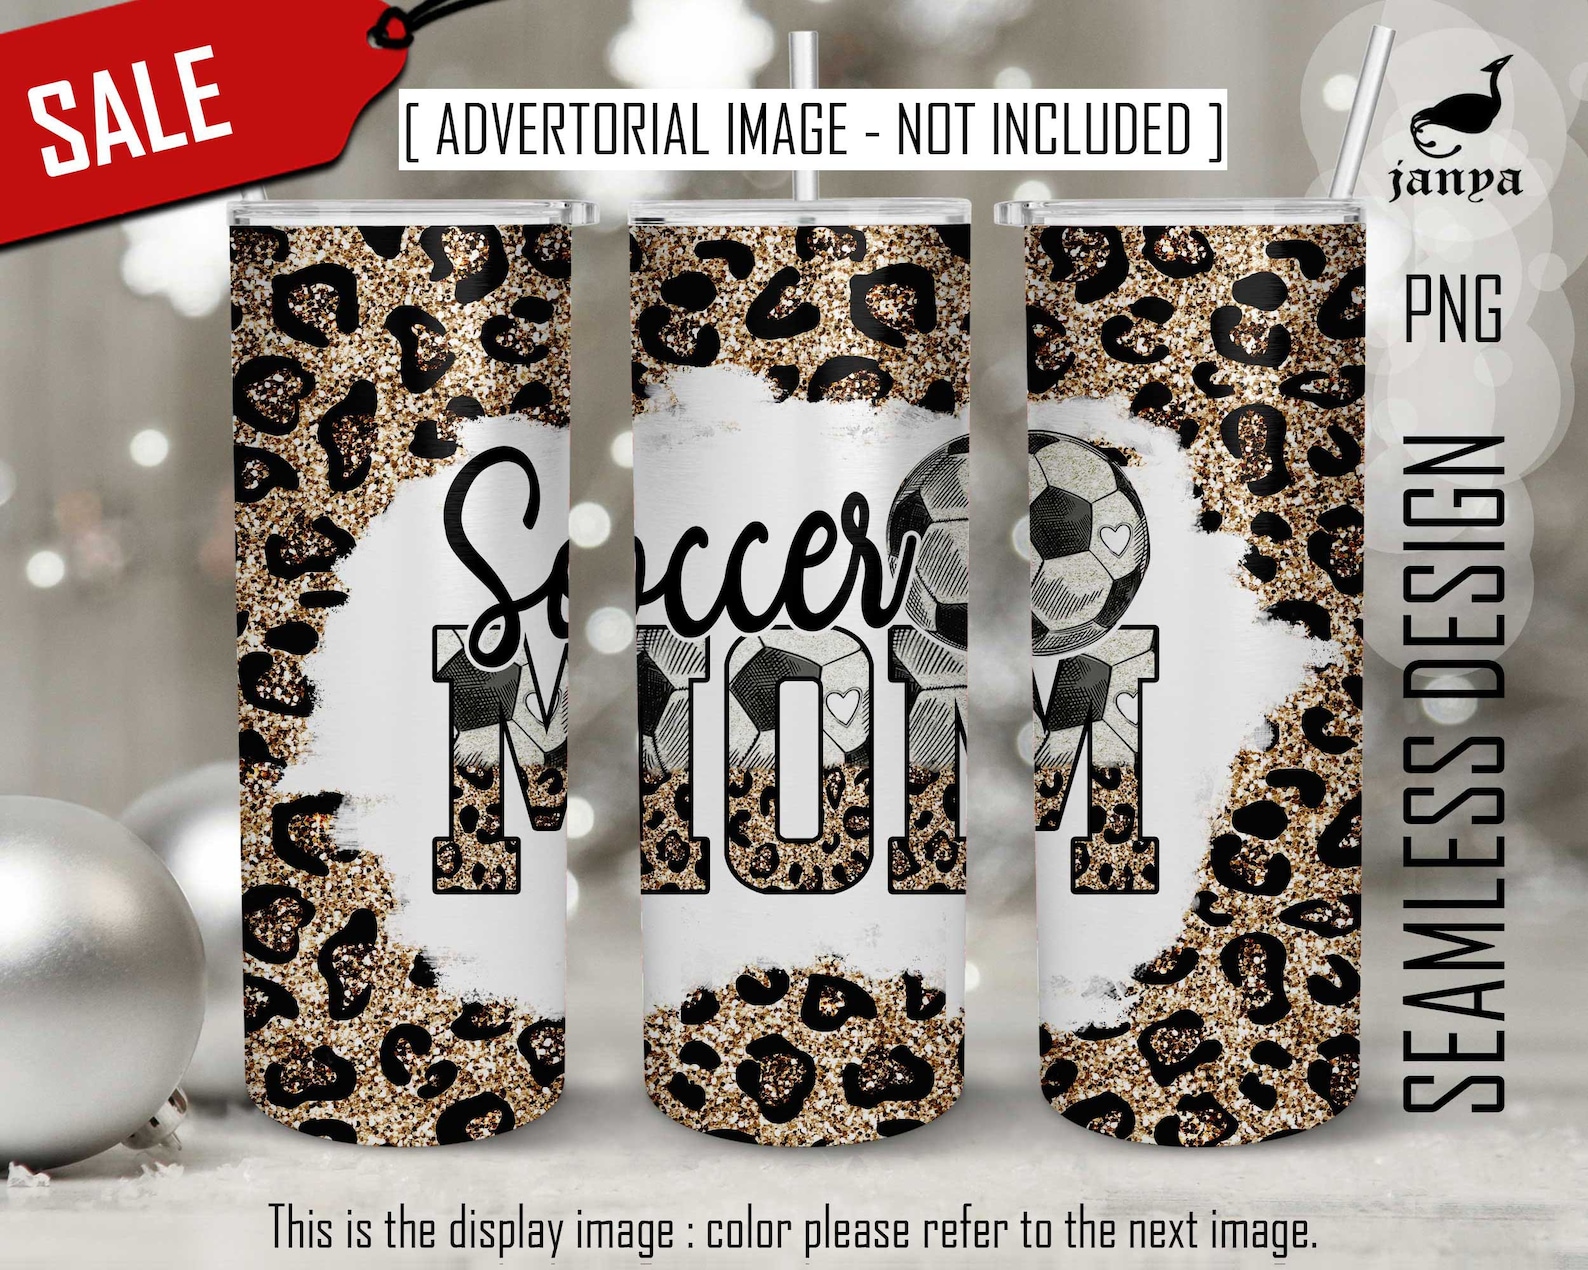 SALE
[ ADVERTORIAL IMAGE - NOT INCLUDED ]
janya
PNG
SEAMLESS DESIGN
Soccer
MOM
This is the display image : color please refer to the next image.